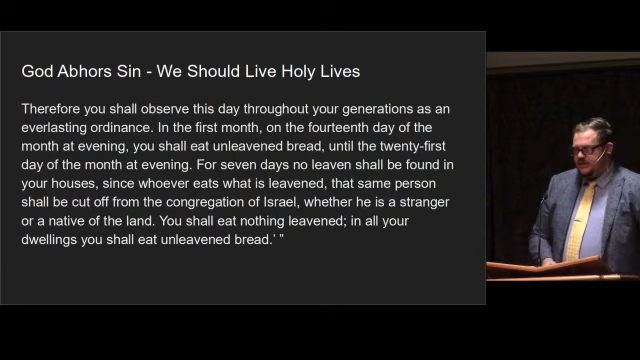 God Abhors Sin - We Should Live Holy Lives
Therefore you shall observe this day throughout your generations as an
everlasting ordinance. In the first month, on the fourteenth day of the
month at evening, you shall eat unleavened bread, until the twenty-first
day of the month at evening. For seven days no leaven shall be found in
your houses, since whoever eats what is leavened, that same person
shall be cut off from the congregation of Israel, whether he is a stranger
or a native of the land. You shall eat nothing leavened; in all your
dwellings you shall eat unleavened bread.’ ”